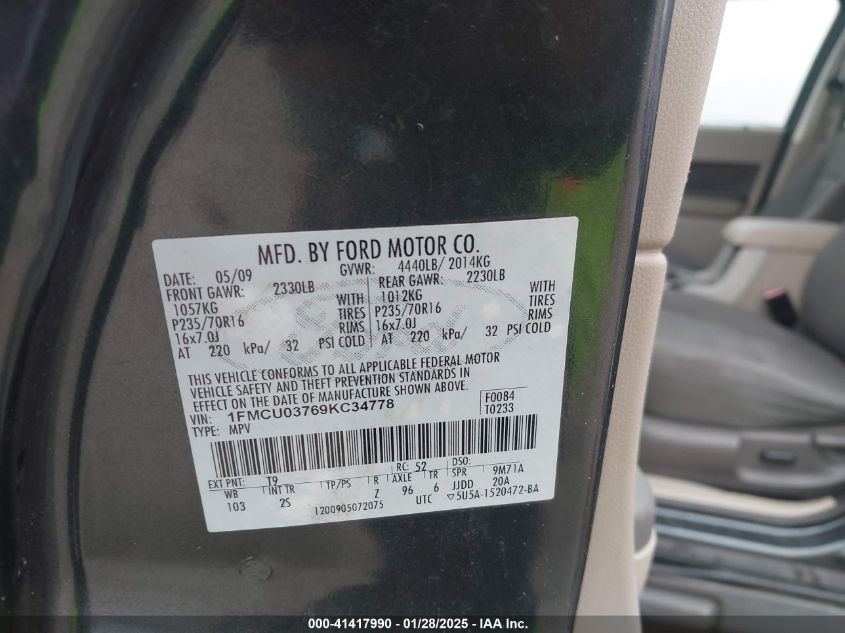 MFD. BY FORD MOTOR CO.
DATE: 05/09 GVWR: 4440LB/ 2014KG
FRONT GAWR: 2330LB REAR GAWR: 2230LB
1057KG WITH 1012KG WITH
P235/70R16 TIRES P235/70R16 TIRES
16x7.0J RIMS 16x7.0J RIMS
AT 220 kPa/ 32 PSI COLD AT 220 kPa/ 32 PSI COLD
THIS VEHICLE CONFORMS TO ALL APPLICABLE FEDERAL MOTOR
VEHICLE SAFETY AND THEFT PREVENTION STANDARDS IN
EFFECT ON THE DATE OF MANUFACTURE SHOWN ABOVE.
VIN: 1FMCU03769KC34778 F0084
TYPE: MPV T0233
EXT PNT: T9 RC: 52 DSO:
WB INT TR TP/PS R AXLE TR SPR 9M71A
103 2S Z 96 6 JJDD 20A
1200905072075 UTC ▽5U5A-1520472-BA
000-41417990 | 01/28/2025 | IAA Inc.